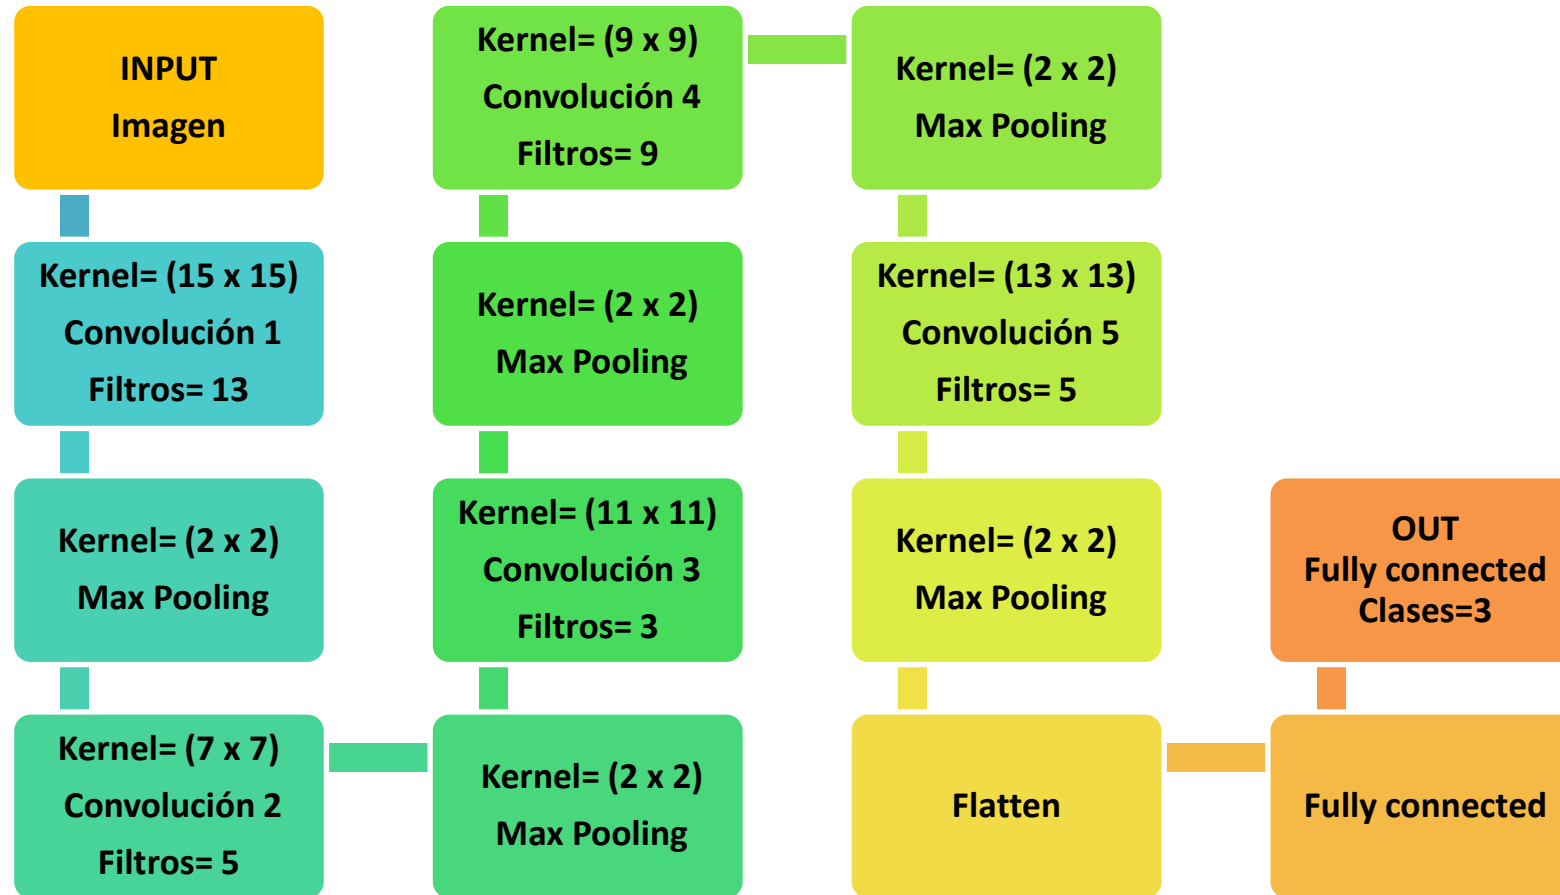 INPUT
Imagen
Kernel= (15 x 15)
Convolución 1
Filtros= 13
Kernel= (2 x 2)
Max Pooling
Kernel= (7 x 7)
Convolución 2
Filtros= 5
Kernel= (2 x 2)
Max Pooling
Kernel= (11 x 11)
Convolución 3
Filtros= 3
Kernel= (2 x 2)
Max Pooling
Kernel= (9 x 9)
Convolución 4
Filtros= 9
Kernel= (2 x 2)
Max Pooling
Kernel= (13 x 13)
Convolución 5
Filtros= 5
Kernel= (2 x 2)
Max Pooling
Flatten
Fully connected
OUT
Fully connected
Clases=3